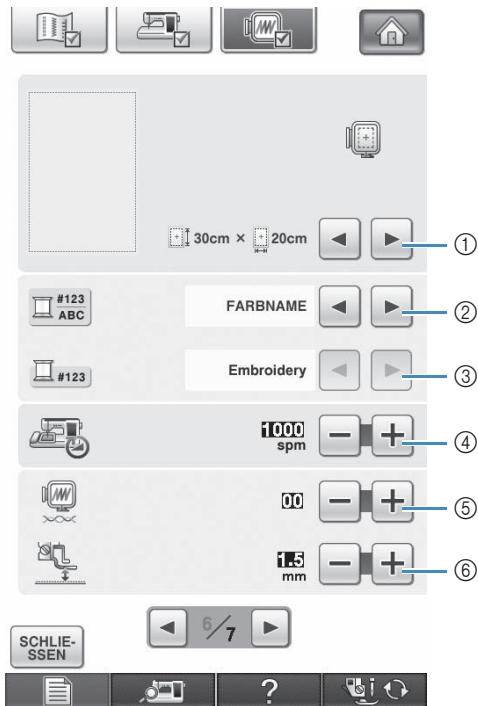 30cm × 20cm
①
#123
ABC
FARBNAME
②
#123
Embroidery
③
1000
spm
④
00
⑤
1.5
mm
⑥
6/7
SCHLIE-
SSEN
?